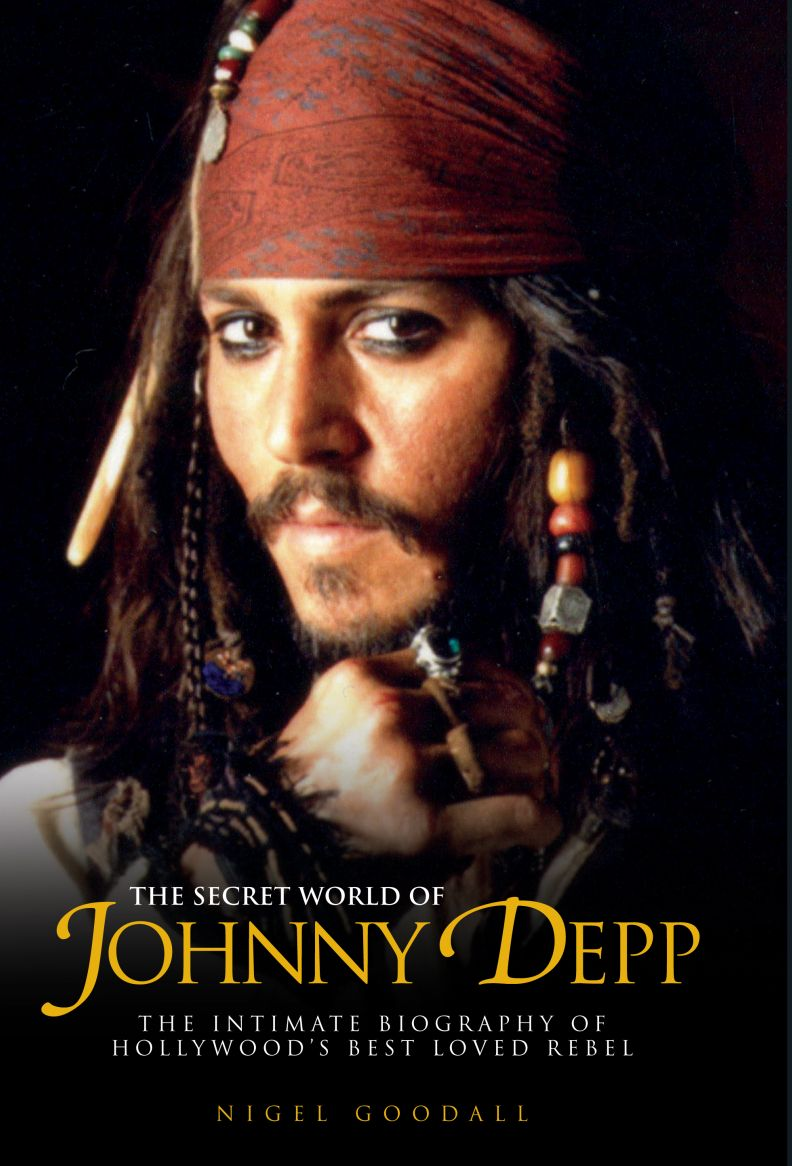 THE SECRET WORLD OF
JOHNNY DEPP
THE INTIMATE BIOGRAPHY OF
HOLLYWOOD'S BEST LOVED REBEL
NIGEL GOODALL